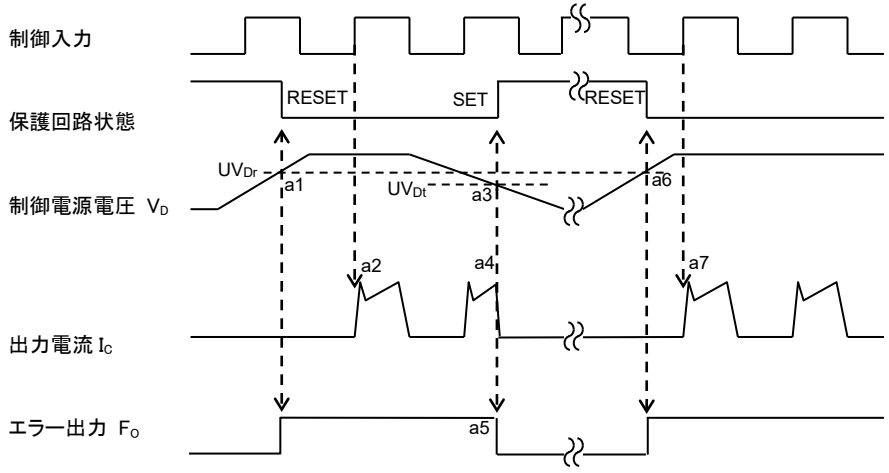 制御入力
RESET
SET
RESET
保護回路状態
UVDr
a1
UVDt
a3
a6
制御電源電圧 VD
a2
a4
a7
出力電流 IC
エラー出力 FO
a5